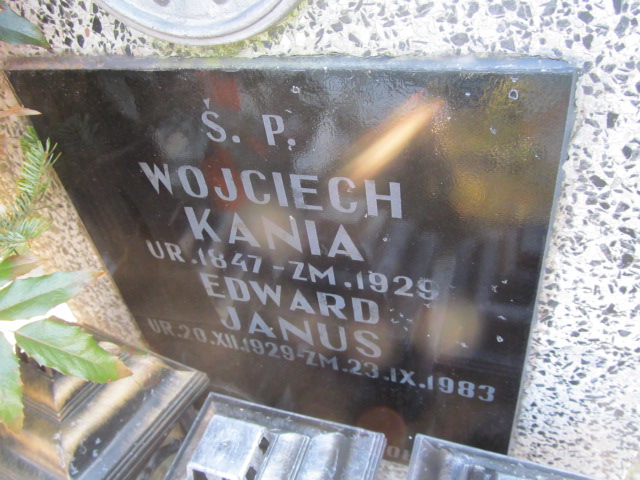 Ś. P.
WOJCIECH
KANIA
UR. 1847 - ZM. 1929
EDWARD
JANUS
UR. 20.XII.1929 - ZM. 23.IX.1983